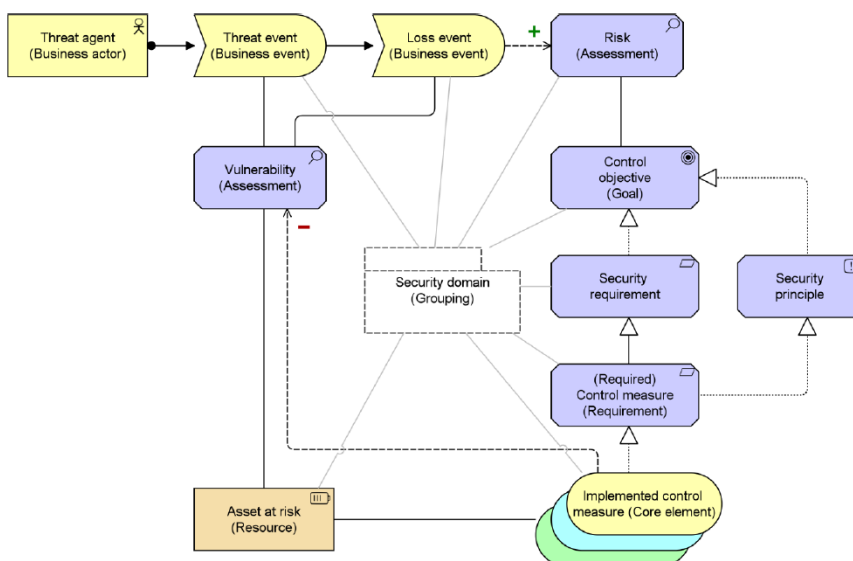 Threat agent
(Business actor)
Threat event
(Business event)
Loss event
(Business event)
+
Risk
(Assessment)
Vulnerability
(Assessment)
Control
objective
(Goal)
–
Security domain
(Grouping)
Security
requirement
!
Security
principle
(Required)
Control measure
(Requirement)
Asset at risk
(Resource)
Implemented control
measure (Core element)